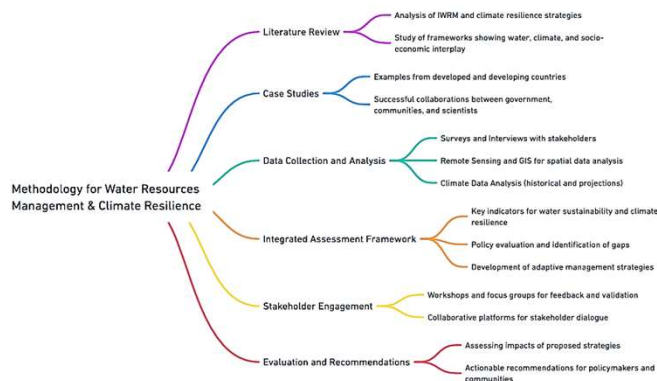 Methodology for Water Resources
Management & Climate Resilience
Literature Review
Analysis of IWRM and climate resilience strategies
Study of frameworks showing water, climate, and socio-
economic interplay
Case Studies
Examples from developed and developing countries
Successful collaborations between government,
communities, and scientists
Data Collection and Analysis
Surveys and Interviews with stakeholders
Remote Sensing and GIS for spatial data analysis
Climate Data Analysis (historical and projections)
Integrated Assessment Framework
Key indicators for water sustainability and climate
resilience
Policy evaluation and identification of gaps
Development of adaptive management strategies
Stakeholder Engagement
Workshops and focus groups for feedback and validation
Collaborative platforms for stakeholder dialogue
Evaluation and Recommendations
Assessing impacts of proposed strategies
Actionable recommendations for policymakers and
communities